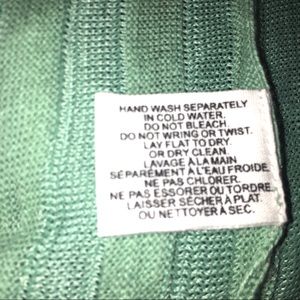 HAND WASH SEPARATELY
IN COLD WATER.
DO NOT BLEACH.
DO NOT WRING OR TWIST.
LAY FLAT TO DRY.
OR DRY CLEAN.
LAVAGE À LA MAIN
SÉPARÉMENT À L'EAU FROIDE.
NE PAS CHLORER.
NE PAS ESSORER OU TORDRE.
LAISSER SÉCHER À PLAT.
OU NETTOYER À SEC.